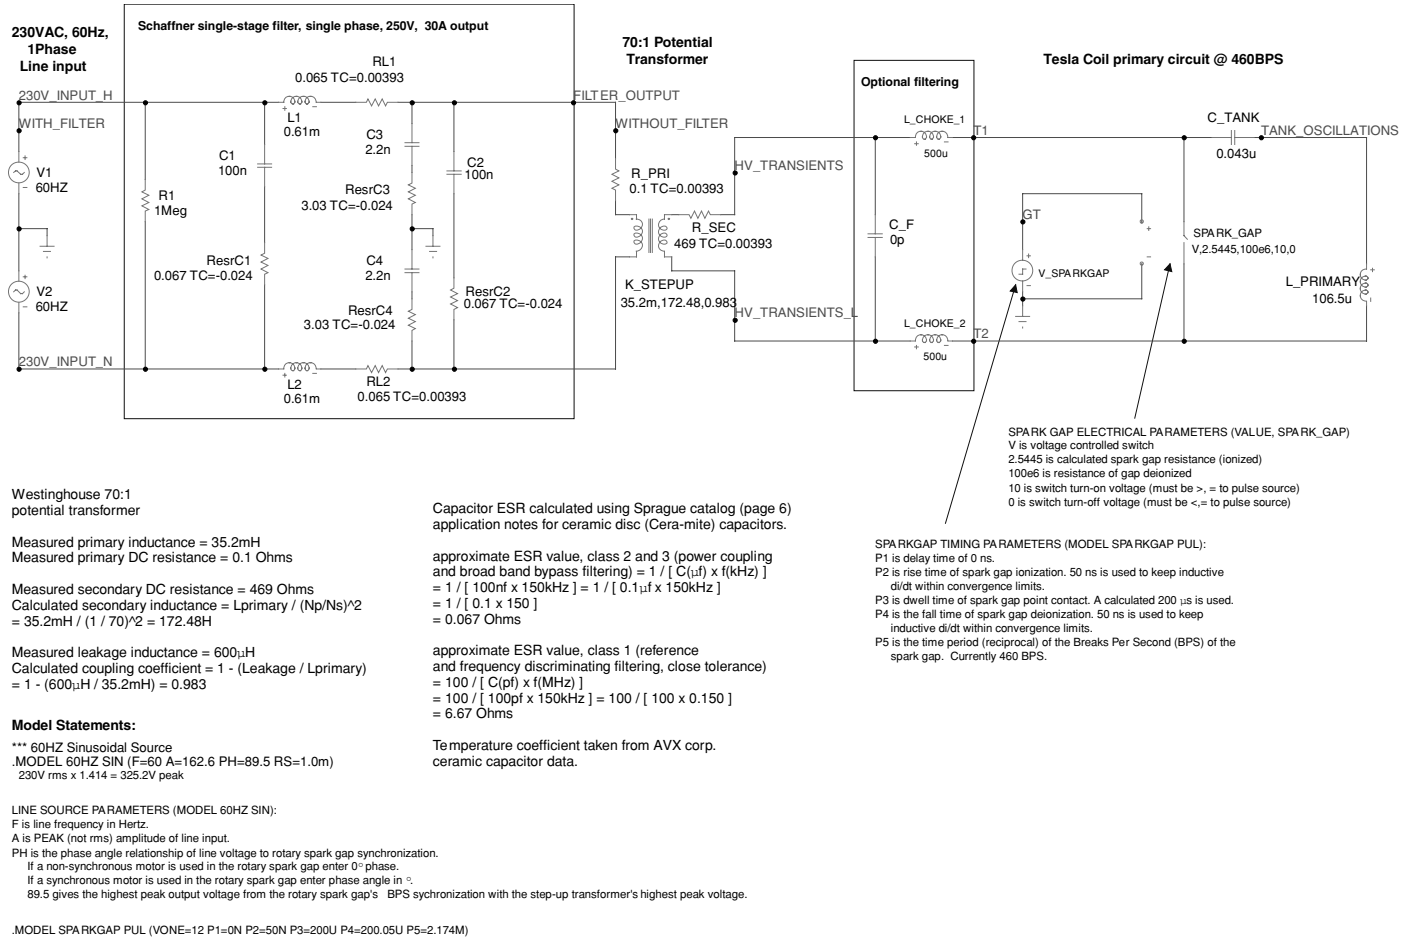 Schaffner single-stage filter, single phase, 250V, 30A output
230VAC, 60Hz,
1Phase
Line input
70:1 Potential
Transformer
Tesla Coil primary circuit @ 460BPS
Optional filtering
230V_INPUT_H
WITH_FILTER
V1
60HZ
V2
60HZ
230V_INPUT_N
R1
1Meg
C1
100n
ResrC1
0.067 TC=-0.024
RL1
0.065 TC=0.00393
L1
0.61m
C3
2.2n
ResrC3
3.03 TC=-0.024
C4
2.2n
ResrC4
3.03 TC=-0.024
L2
0.61m
RL2
0.065 TC=0.00393
C2
100n
ResrC2
0.067 TC=-0.024
FILTER_OUTPUT
WITHOUT_FILTER
R_PRI
0.1 TC=0.00393
R_SEC
469 TC=0.00393
K_STEPUP
35.2m,172.48,0.983
HV_TRANSIENTS
HV_TRANSIENTS_L
C_F
0p
L_CHOKE_1
500u
L_CHOKE_2
500u
T1
T2
GT
V_SPARKGAP
SPARK_GAP
V,2.5445,100e6,10,0
C_TANK
0.043u
TANK_OSCILLATIONS
L_PRIMARY
106.5u
SPARK GAP ELECTRICAL PARAMETERS (VALUE, SPARK_GAP)
V is voltage controlled switch
2.5445 is calculated spark gap resistance (ionized)
100e6 is resistance of gap deionized
10 is switch turn-on voltage (must be >, = to pulse source)
0 is switch turn-off voltage (must be <,= to pulse source)
SPARKGAP TIMING PARAMETERS (MODEL SPARKGAP PUL):
P1 is delay time of 0 ns.
P2 is rise time of spark gap ionization. 50 ns is used to keep inductive
di/dt within convergence limits.
P3 is dwell time of spark gap point contact. A calculated 200 µs is used.
P4 is the fall time of spark gap deionization. 50 ns is used to keep
inductive di/dt within convergence limits.
P5 is the time period (reciprocal) of the Breaks Per Second (BPS) of the
spark gap. Currently 460 BPS.
Westinghouse 70:1
potential transformer
Measured primary inductance = 35.2mH
Measured primary DC resistance = 0.1 Ohms
Measured secondary DC resistance = 469 Ohms
Calculated secondary inductance = Lprimary / (Np/Ns)^2
= 35.2mH / (1 / 70)^2 = 172.48H
Measured leakage inductance = 600µH
Calculated coupling coefficient = 1 - (Leakage / Lprimary)
= 1 - (600µH / 35.2mH) = 0.983
Capacitor ESR calculated using Sprague catalog (page 6)
application notes for ceramic disc (Cera-mite) capacitors.
approximate ESR value, class 2 and 3 (power coupling
and broad band bypass filtering) = 1 / [ C(µf) x f(kHz) ]
= 1 / [ 100nf x 150kHz ] = 1 / [ 0.1µf x 150kHz ]
= 1 / [ 0.1 x 150 ]
= 0.067 Ohms
approximate ESR value, class 1 (reference
and frequency discriminating filtering, close tolerance)
= 100 / [ C(pf) x f(MHz) ]
= 100 / [ 100pf x 150kHz ] = 100 / [ 100 x 0.150 ]
= 6.67 Ohms
Temperature coefficient taken from AVX corp.
ceramic capacitor data.
Model Statements:
*** 60HZ Sinusoidal Source
.MODEL 60HZ SIN (F=60 A=162.6 PH=89.5 RS=1.0m)
230V rms x 1.414 = 325.2V peak
LINE SOURCE PARAMETERS (MODEL 60HZ SIN):
F is line frequency in Hertz.
A is PEAK (not rms) amplitude of line input.
PH is the phase angle relationship of line voltage to rotary spark gap synchronization.
If a non-synchronous motor is used in the rotary spark gap enter 0° phase.
If a synchronous motor is used in the rotary spark gap enter phase angle in °.
89.5 gives the highest peak output voltage from the rotary spark gap's BPS sychronization with the step-up transformer's highest peak voltage.
.MODEL SPARKGAP PUL (VONE=12 P1=0N P2=50N P3=200U P4=200.05U P5=2.174M)